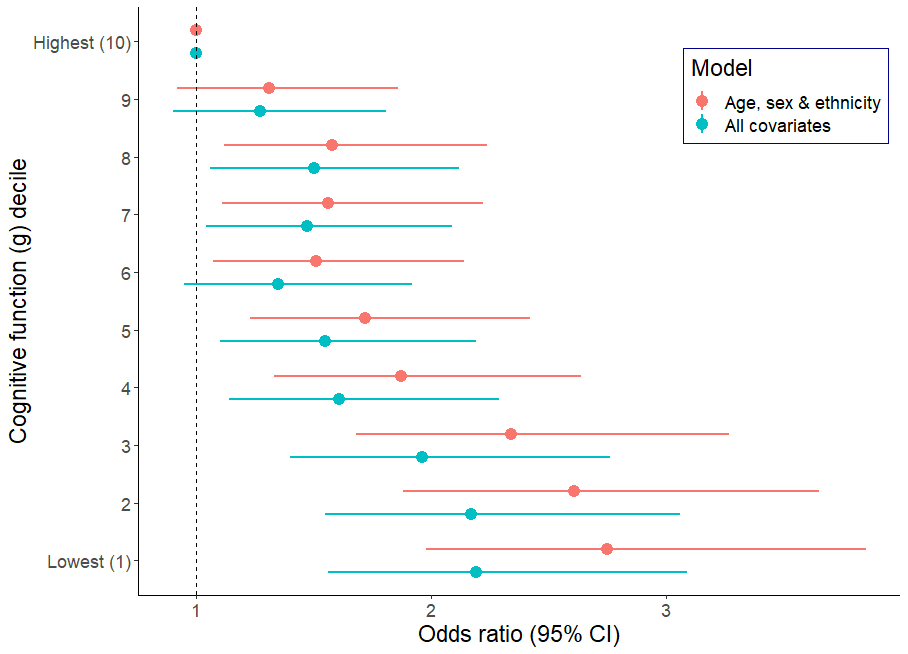 Model
Age, sex & ethnicity
All covariates
Cognitive function (g) decile
Highest (10)
9
8
7
6
5
4
3
2
Lowest (1)
1
2
3
Odds ratio (95% CI)